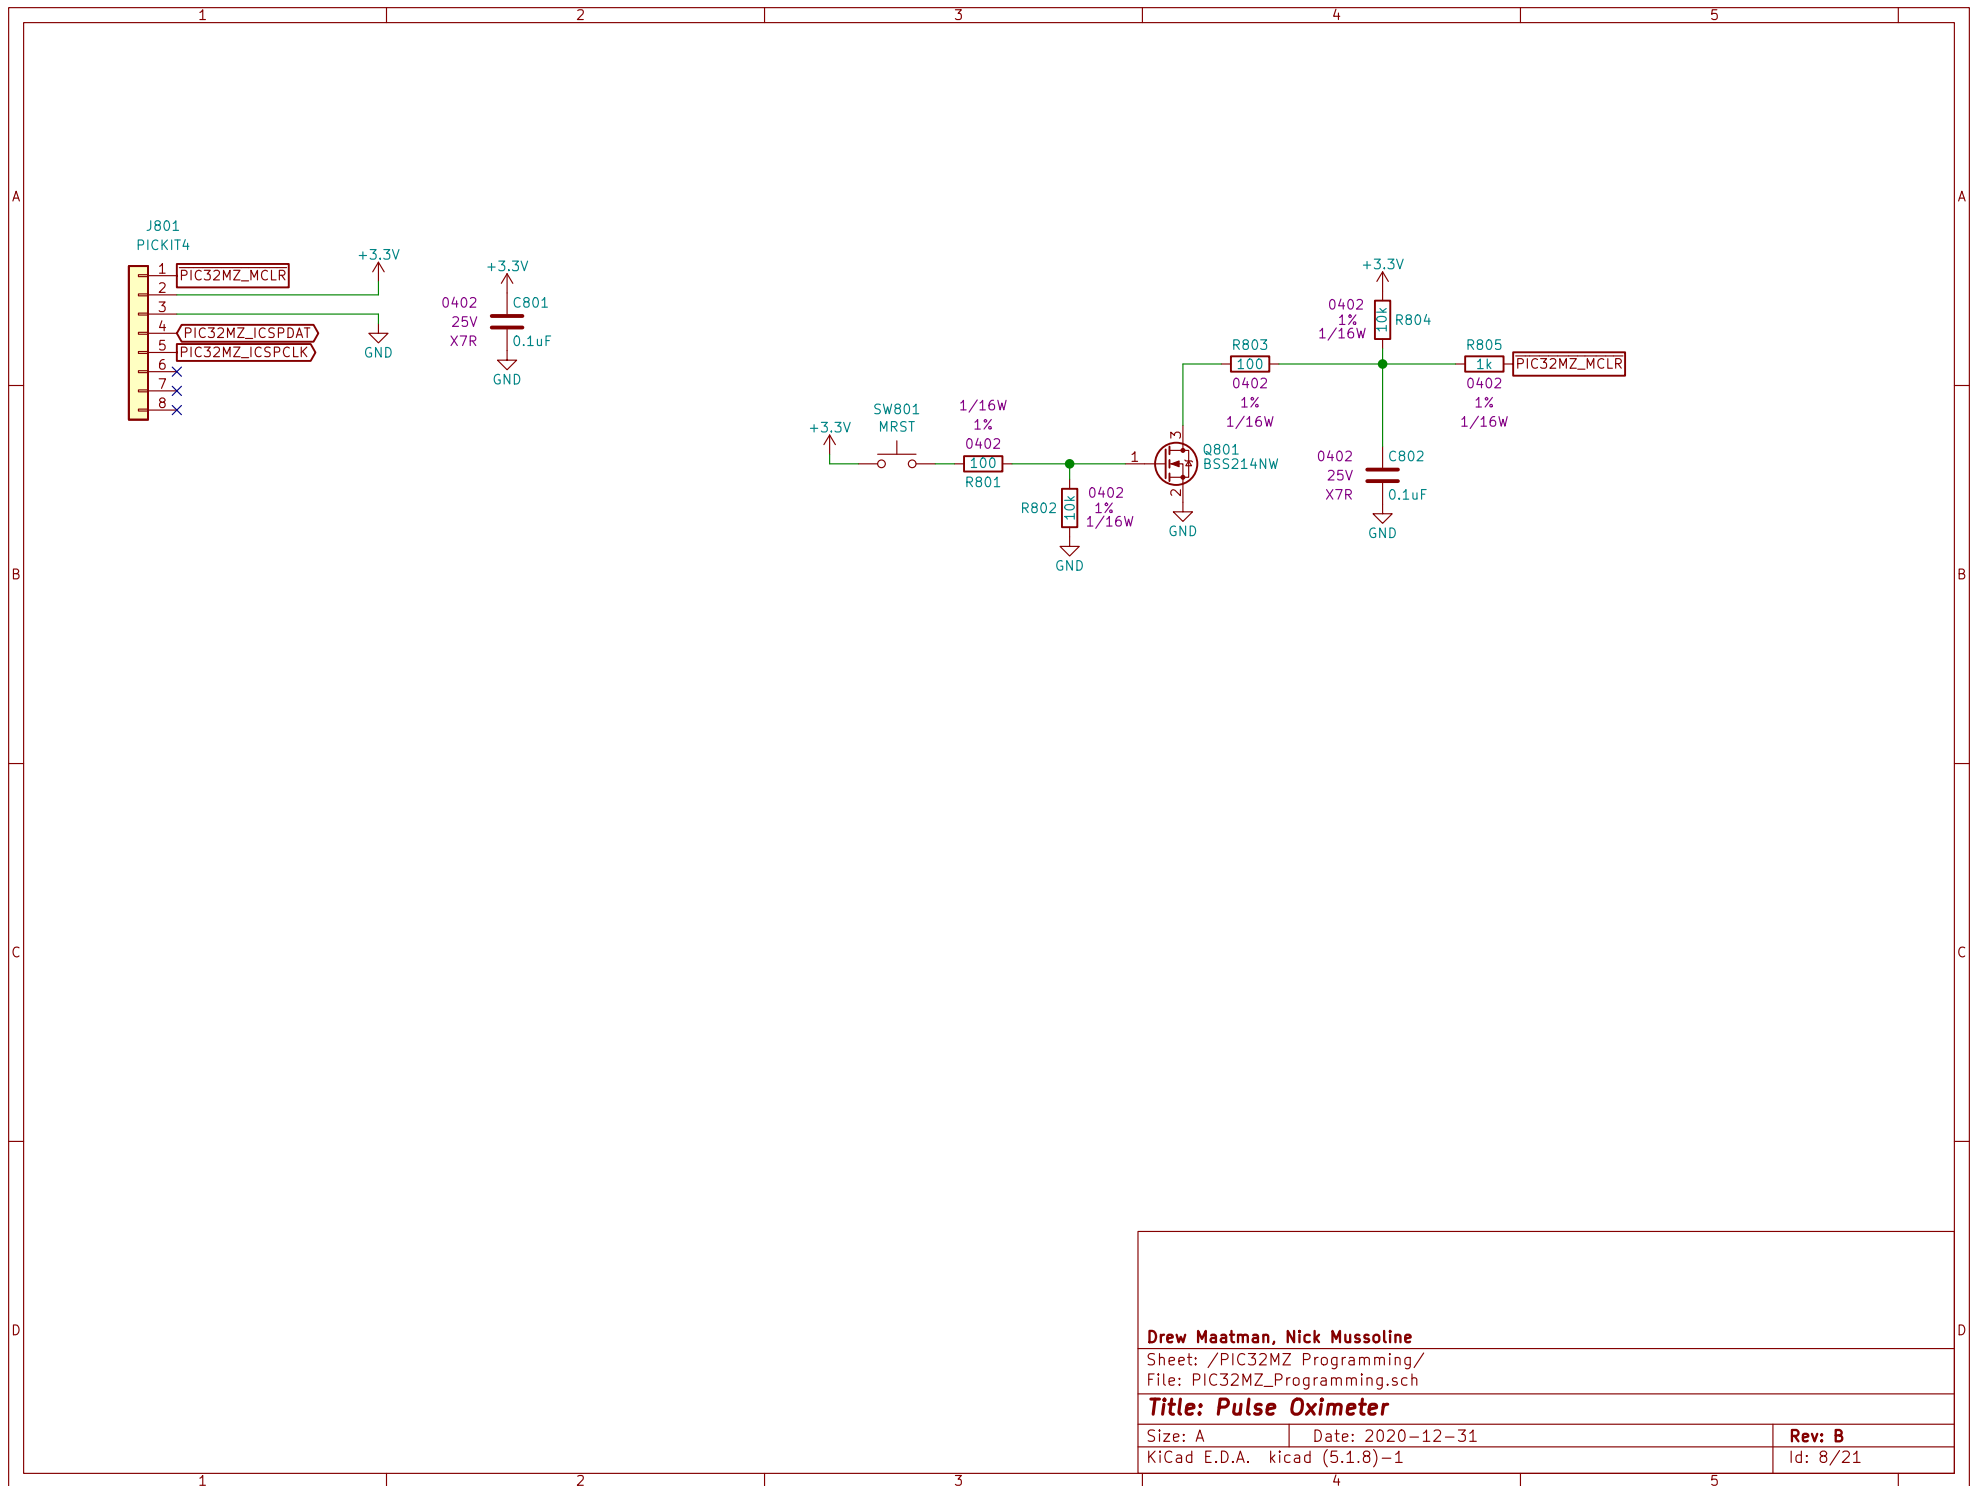 1 2 3 4 5
A A
J801
PICKIT4
1 PIC32MZ_MCLR
2
3
4 PIC32MZ_ICSPDAT
5 PIC32MZ_ICSPCLK
6
7
8
+3.3V
GND
+3.3V
0402 C801
25V
X7R 0.1uF
GND
+3.3V
SW801
MRST
1/16W
1%
0402
100
R801
R802 10k
0402
1%
1/16W
GND
1
3
2
Q801
BSS214NW
GND
R803
100
0402
1%
1/16W
+3.3V
0402
1%
1/16W
10k R804
R805
1k
PIC32MZ_MCLR
0402
1%
1/16W
0402 C802
25V
X7R 0.1uF
GND
B B
C C
D D
Drew Maatman, Nick Mussoline
Sheet: /PIC32MZ Programming/
File: PIC32MZ_Programming.sch
Title: Pulse Oximeter
Size: A Date: 2020-12-31 Rev: B
KiCad E.D.A. kicad (5.1.8)-1 Id: 8/21
1 2 3 4 5